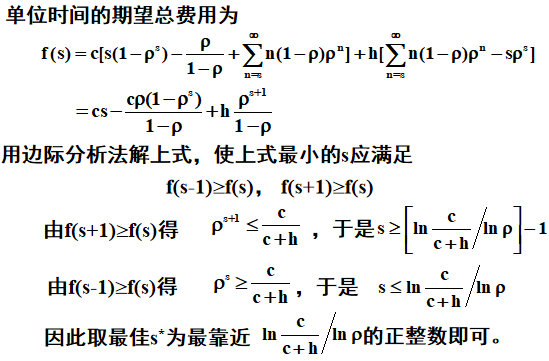 单位时间的期望总费用为
f(s)=c[s(1-ρ^s)-ρ/(1-ρ)+∑_{n=s}^{∞}n(1-ρ)ρ^n]+h[∑_{n=s}^{∞}n(1-ρ)ρ^n-sρ^s]
=cs-cρ(1-ρ^s)/(1-ρ)+hρ^{s+1}/(1-ρ)
用边际分析法解上式，使上式最小的s应满足
f(s-1)≥f(s)， f(s+1)≥f(s)
由f(s+1)≥f(s)得 ρ^{s+1}≤c/(c+h) ，于是 s≥[ln c/(c+h)/ln ρ]-1
由f(s-1)≥f(s)得 ρ^s≥c/(c+h) ，于是 s≤ln c/(c+h)/ln ρ
因此取最佳s*为最靠近 ln c/(c+h)/ln ρ的正整数即可。